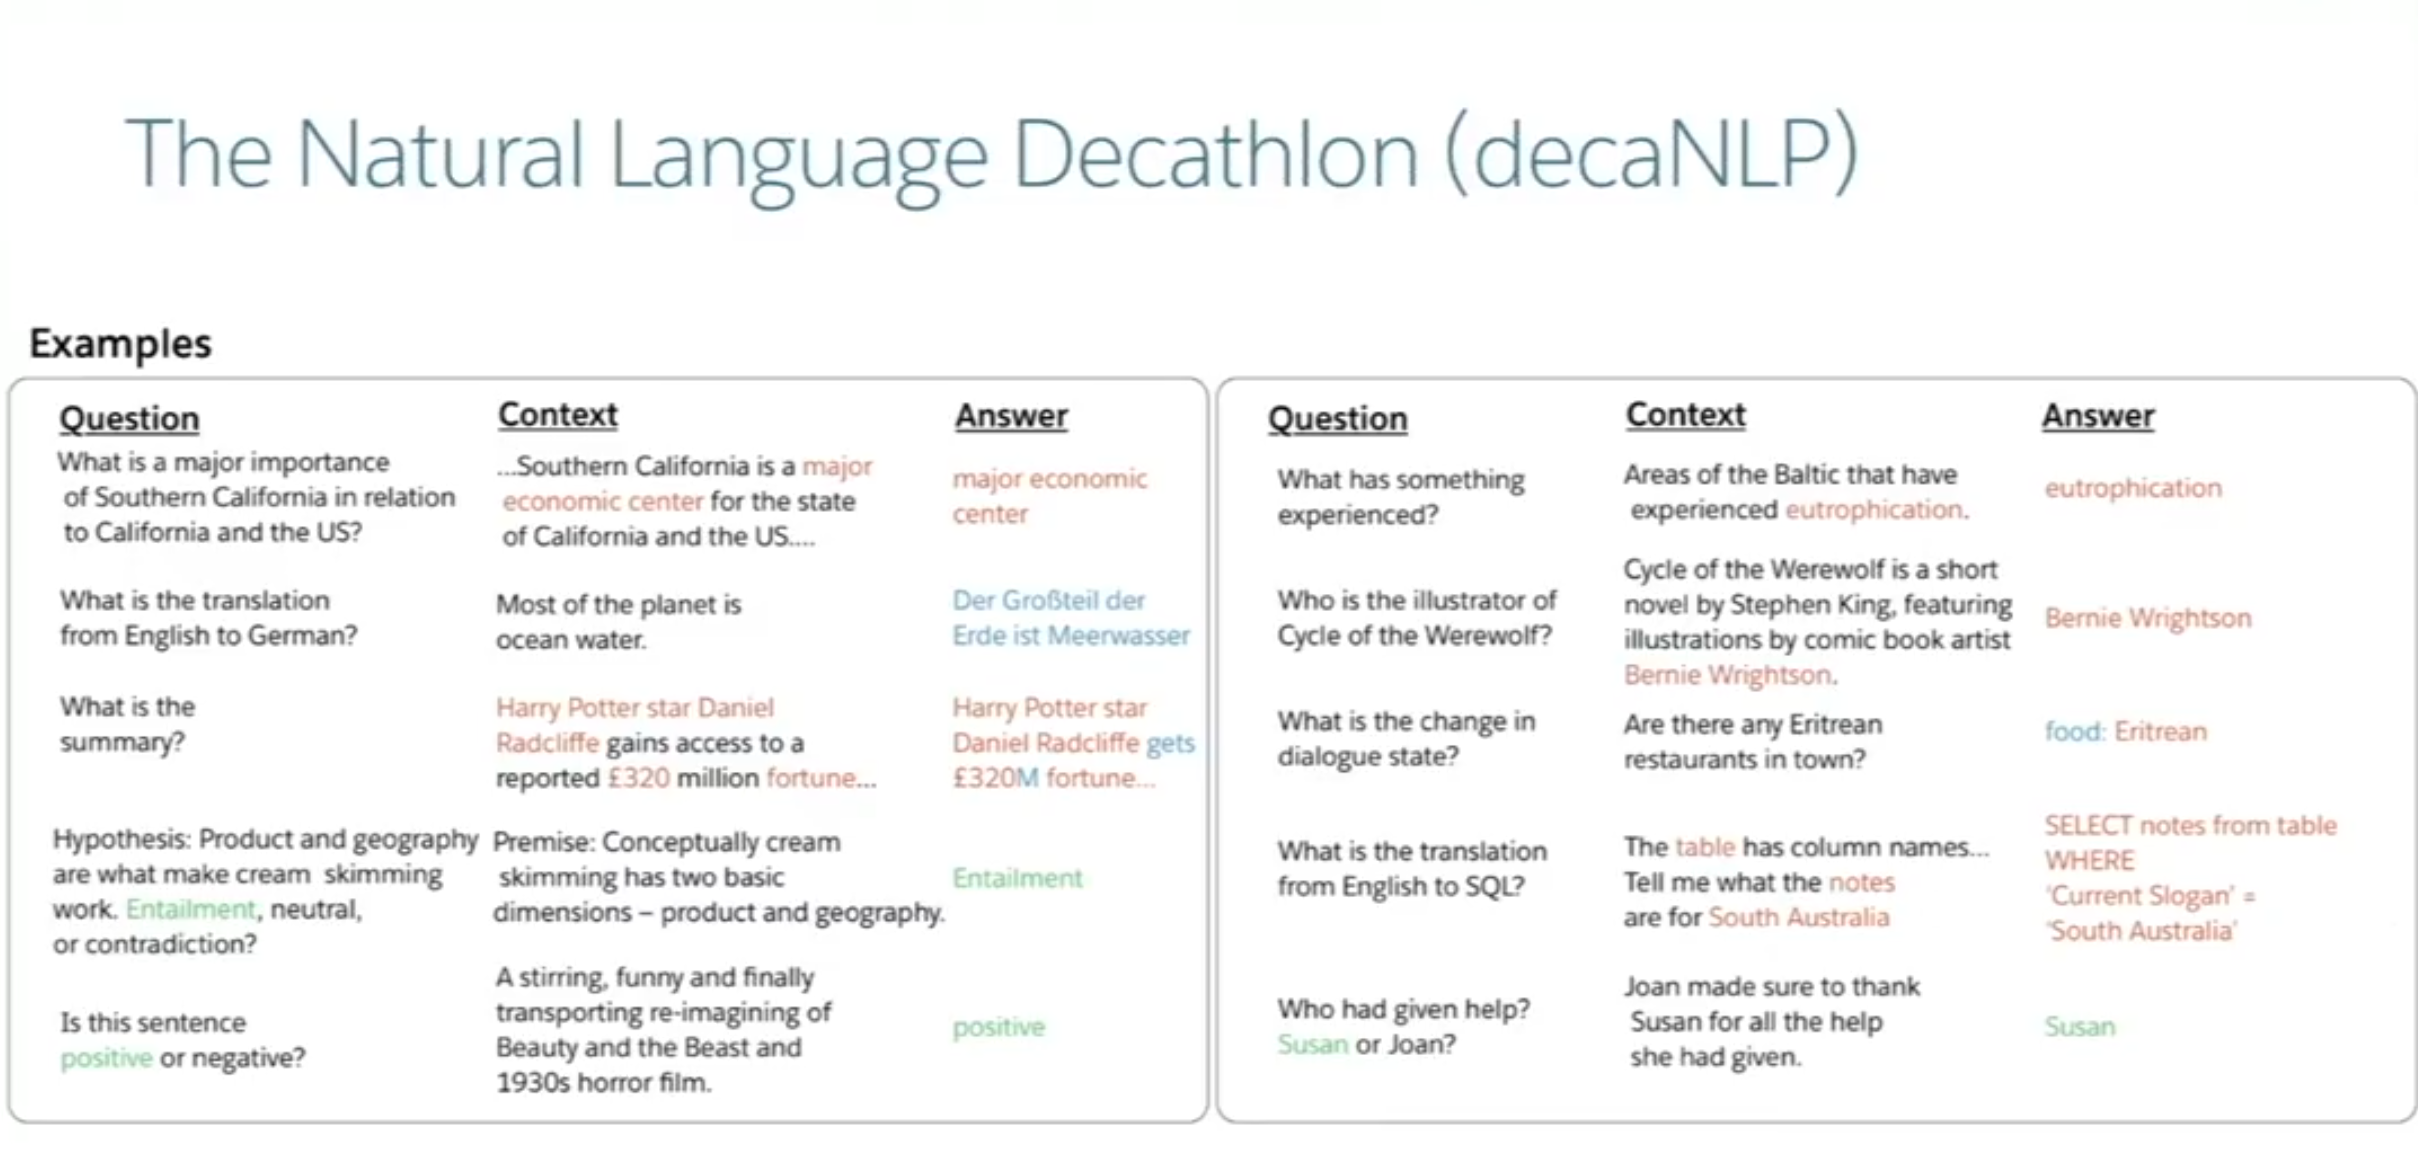 The Natural Language Decathlon (decaNLP)
Examples
Question
Context
Answer
What is a major importance
of Southern California in relation
to California and the US?
...Southern California is a major
economic center for the state
of California and the US....
major economic
center
What is the translation
from English to German?
Most of the planet is
ocean water.
Der Großteil der
Erde ist Meerwasser
What is the
summary?
Harry Potter star Daniel
Radcliffe gains access to a
reported £320 million fortune...
Harry Potter star
Daniel Radcliffe gets
£320M fortune...
Hypothesis: Product and geography
are what make cream skimming
work. Entailment, neutral,
or contradiction?
Premise: Conceptually cream
skimming has two basic
dimensions – product and geography.
Entailment
Is this sentence
positive or negative?
A stirring, funny and finally
transporting re-imagining of
Beauty and the Beast and
1930s horror film.
positive
Question
Context
Answer
What has something
experienced?
Areas of the Baltic that have
experienced eutrophication.
eutrophication
Who is the illustrator of
Cycle of the Werewolf?
Cycle of the Werewolf is a short
novel by Stephen King, featuring
illustrations by comic book artist
Bernie Wrightson.
Bernie Wrightson
What is the change in
dialogue state?
Are there any Eritrean
restaurants in town?
food: Eritrean
What is the translation
from English to SQL?
The table has column names...
Tell me what the notes
are for South Australia
SELECT notes from table
WHERE
'Current Slogan' =
'South Australia'
Who had given help?
Susan or Joan?
Joan made sure to thank
Susan for all the help
she had given.
Susan